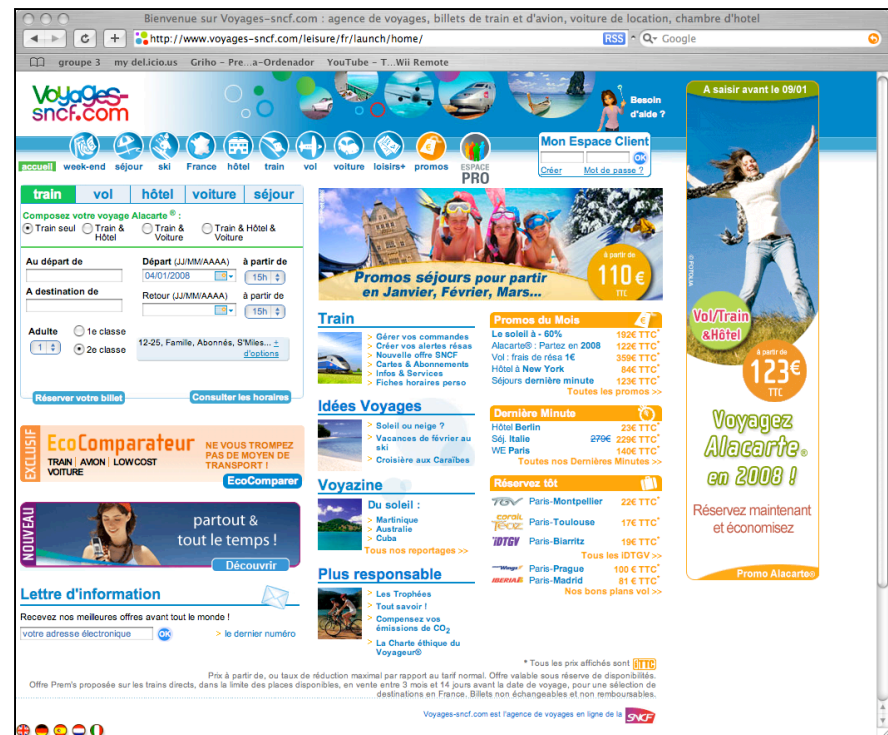 Bienvenue sur Voyages-sncf.com : agence de voyages, billets de train et d'avion, voiture de location, chambre d'hotel
http://www.voyages-sncf.com/leisure/fr/launch/home/
RSS
Google
groupe 3 my del.icio.us Griho - Pre...a-Ordenador YouTube - T...Wii Remote
Voyages-
sncf.com
Besoin
d'aide ?
accueil week-end séjour ski France hôtel train vol voiture loisirs+ promos ESPACE
PRO
Mon Espace Client
OK
Créer Mot de passe ?
train vol hôtel voiture séjour
Composez votre voyage Alacarte ® :
Train seul Train & Hôtel Train & Voiture Train & Hôtel & Voiture
Au départ de
Départ (JJ/MM/AAAA) à partir de
04/01/2008 15h
A destination de
Retour (JJ/MM/AAAA) à partir de
15h
Adulte
1
1e classe
2e classe
12-25, Famille, Abonnés, S'Miles... +
d'options
Réserver votre billet Consulter les horaires
EXCLUSIF
EcoComparateur
TRAIN | AVION | LOWCOST
VOITURE
NE VOUS TROMPEZ
PAS DE MOYEN DE
TRANSPORT !
EcoComparer
NOUVEAU
partout &
tout le temps !
Découvrir
Lettre d'information
Recevez nos meilleures offres avant tout le monde !
votre adresse électronique OK > le dernier numéro
Promos séjours pour partir
en Janvier, Février, Mars...
à partir de
110 €
TTC
Train
> Gérer vos commandes
> Créer vos alertes résas
> Nouvelle offre SNCF
> Cartes & Abonnements
> Infos & Services
> Fiches horaires perso
Idées Voyages
> Soleil ou neige ?
> Vacances de février au
ski
> Croisière aux Caraïbes
Voyazine
Du soleil :
> Martinique
> Australie
> Cuba
Tous nos reportages >>
Plus responsable
> Les Trophées
> Tout savoir !
> Compensez vos
émissions de CO2
> La Charte éthique du
Voyageur®
Promos du Mois
Le soleil à - 60% 192€ TTC*
Alacarte® : Partez en 2008 122€ TTC*
Vol : frais de résa 1€ 359€ TTC*
Hôtel à New York 84€ TTC*
Séjours dernière minute 123€ TTC*
Toutes les promos >>
Dernière Minute
Hôtel Berlin 23€ TTC*
Séj. Italie 279€ 229€ TTC*
WE Paris 140€ TTC*
Toutes nos Dernières Minutes >>
Réservez tôt
TGV Paris-Montpellier 22€ TTC*
corail Téoz Paris-Toulouse 17€ TTC*
iDTGV Paris-Biarritz 19€ TTC*
Tous les iDTGV >>
Wings Paris-Prague 100 € TTC*
IBERIA Paris-Madrid 81 € TTC*
Nos bons plans vol >>
A saisir avant le 09/01
© FOTOLIA
Vol/Train
&Hôtel
à partir de
123€
TTC
Voyagez
Alacarte®
en 2008 !
Réservez maintenant
et économisez
Promo Alacarte®
* Tous les prix affichés sont TTC
Prix à partir de, ou taux de réduction maximal par rapport au tarif normal. Offre valable sous réserve de disponibilités.
Offre Prem's proposée sur les trains directs, dans la limite des places disponibles, en vente entre 3 mois et 14 jours avant la date de voyage, pour une sélection de
destinations en France. Billets non échangeables et non remboursables.
Voyages-sncf.com est l'agence de voyages en ligne de la SNCF